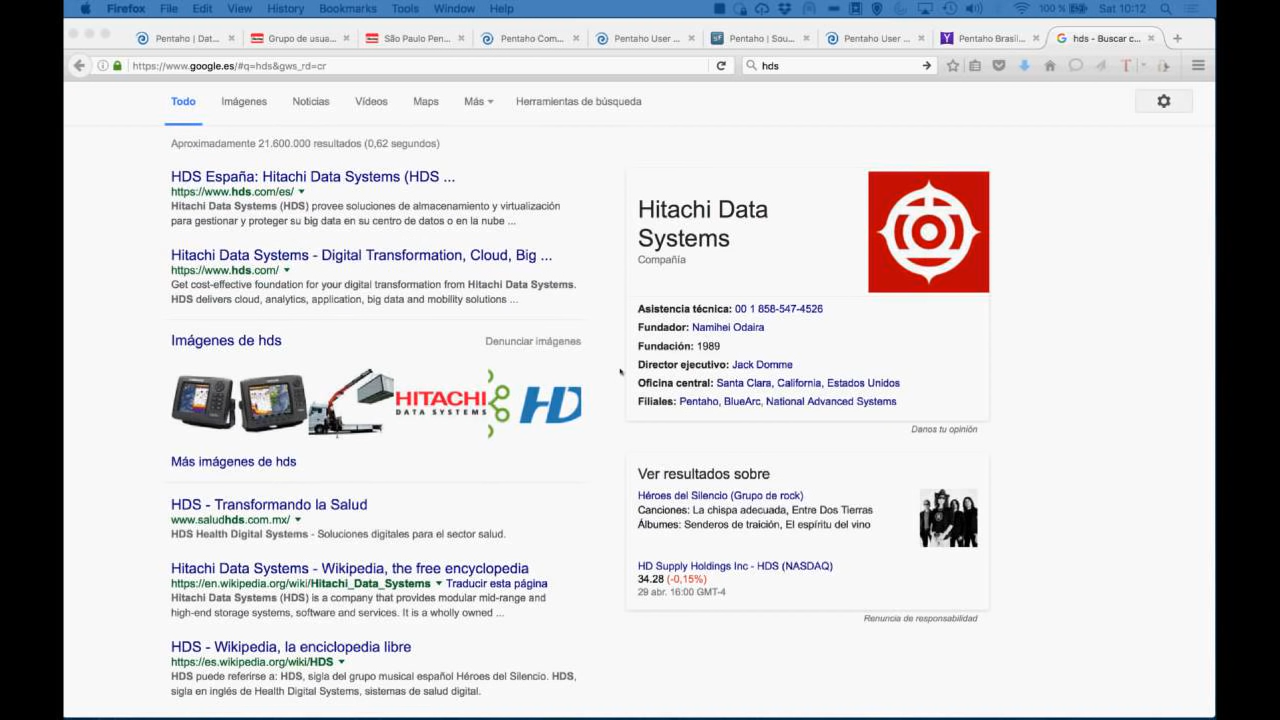 Firefox File Edit View History Bookmarks Tools Window Help 100 % Sat 10:12
Pentaho | Dat... × Grupo de usua... × São Paulo Pen... × Pentaho Com... × Pentaho User ... × Pentaho | Sou... × Pentaho User ... × Pentaho Brasil... × hds - Buscar c... × +
https://www.google.es/#q=hds&gws_rd=cr
hds
Todo Imágenes Noticias Vídeos Maps Más Herramientas de búsqueda
Aproximadamente 21.600.000 resultados (0,62 segundos)
HDS España: Hitachi Data Systems (HDS ...
https://www.hds.com/es/
Hitachi Data Systems (HDS) provee soluciones de almacenamiento y virtualización
para gestionar y proteger su big data en su centro de datos o en la nube ...
Hitachi Data Systems - Digital Transformation, Cloud, Big ...
https://www.hds.com/
Get cost-effective foundation for your digital transformation from Hitachi Data Systems.
HDS delivers cloud, analytics, application, big data and mobility solutions ...
Imágenes de hds
Denunciar imágenes
HITACHI
DATA SYSTEMS
HD
Más imágenes de hds
HDS - Transformando la Salud
www.saludhds.com.mx/
HDS Health Digital Systems - Soluciones digitales para el sector salud.
Hitachi Data Systems - Wikipedia, the free encyclopedia
https://en.wikipedia.org/wiki/Hitachi_Data_Systems Traducir esta página
Hitachi Data Systems (HDS) is a company that provides modular mid-range and
high-end storage systems, software and services. It is a wholly owned ...
HDS - Wikipedia, la enciclopedia libre
https://es.wikipedia.org/wiki/HDS
HDS puede referirse a: HDS, sigla del grupo musical español Héroes del Silencio. HDS,
sigla en inglés de Health Digital Systems, sistemas de salud digital.
Hitachi Data
Systems
Compañía
Asistencia técnica: 00 1 858-547-4526
Fundador: Namihei Odaira
Fundación: 1989
Director ejecutivo: Jack Domme
Oficina central: Santa Clara, California, Estados Unidos
Filiales: Pentaho, BlueArc, National Advanced Systems
Danos tu opinión
Ver resultados sobre
Héroes del Silencio (Grupo de rock)
Canciones: La chispa adecuada, Entre Dos Tierras
Álbumes: Senderos de traición, El espíritu del vino
HD Supply Holdings Inc - HDS (NASDAQ)
34.28 (-0,15%)
29 abr. 16:00 GMT-4
Renuncia de responsabilidad